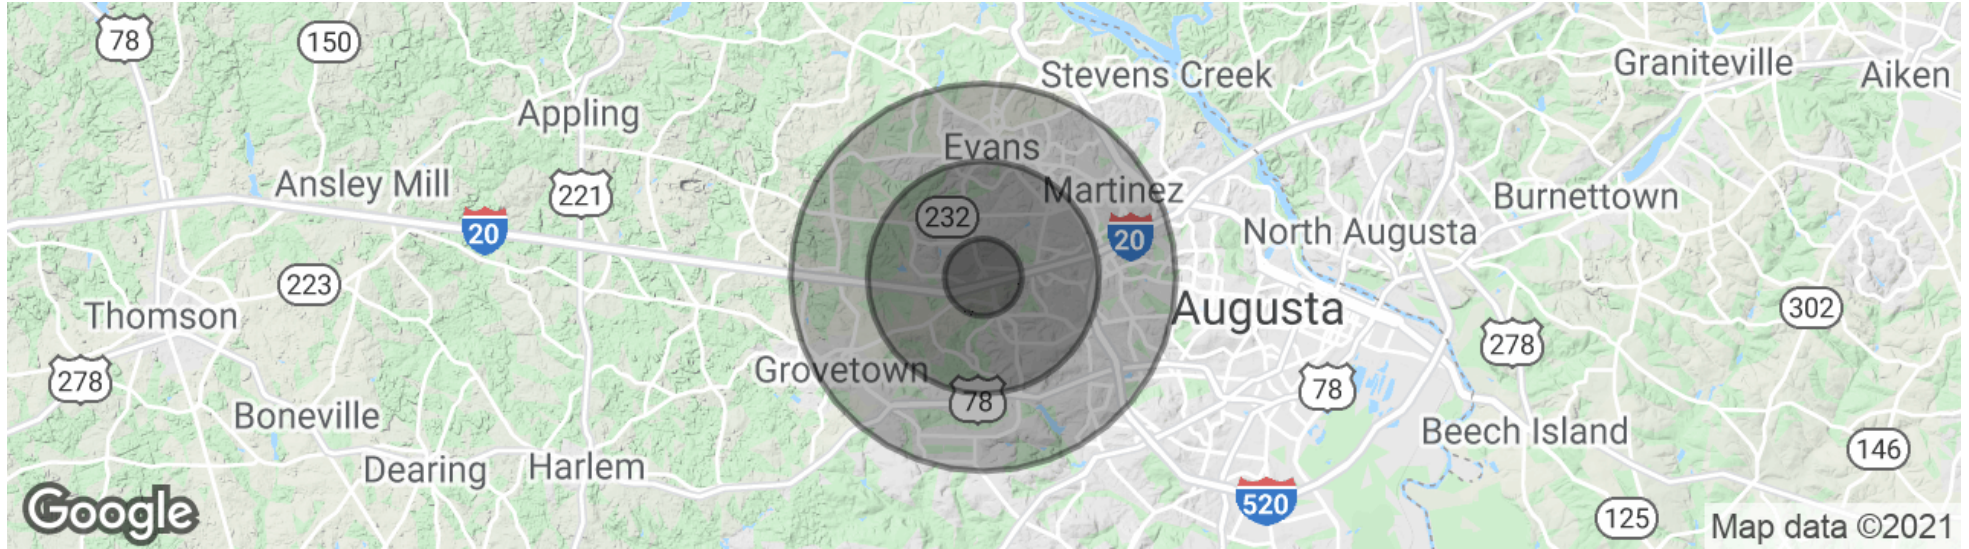 78
150
Stevens Creek
Graniteville
Aiken
Appling
Evans
Ansley Mill
221
Martinez
Burnettown
232
20
20
North Augusta
223
Thomson
Augusta
302
278
278
Grovetown
78
78
Boneville
Beech Island
Dearing
Harlem
146
520
Google
125
Map data ©2021